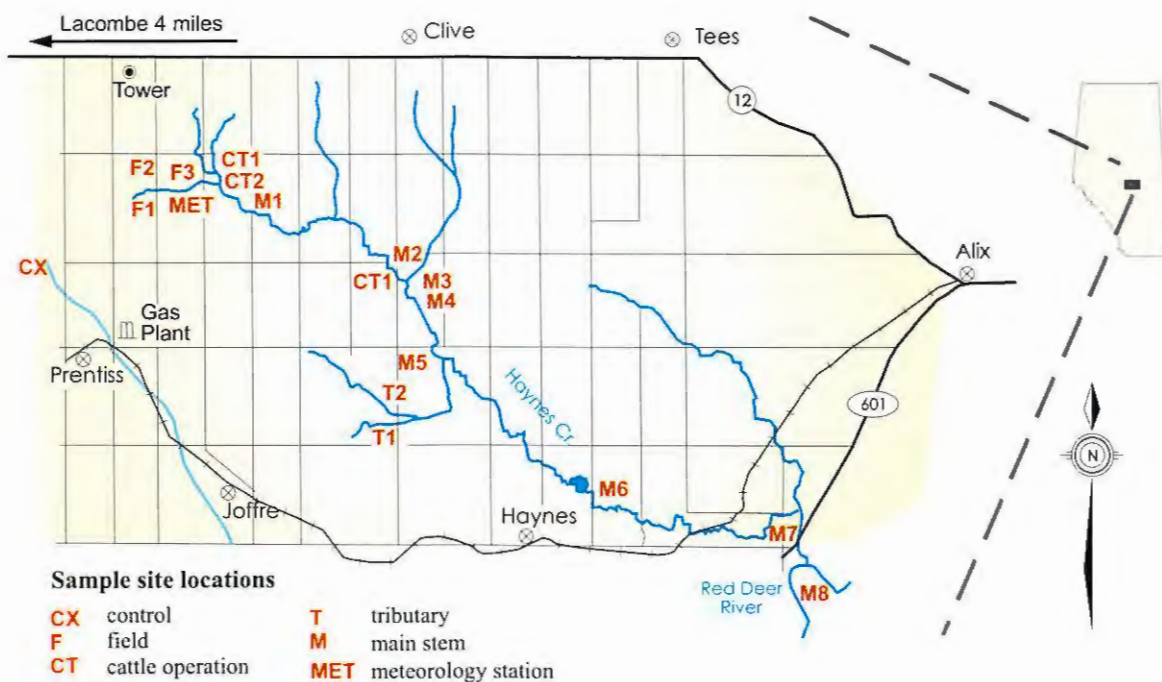 Lacombe 4 miles
Clive
Tees
Tower
12
F2
F3
CT1
CT2
F1
MET
M1
M2
CX
CT1
M3
M4
Alix
Gas
Plant
Prentiss
M5
T2
T1
Haynes Cr.
601
N
Joffre
M6
Haynes
M7
Red Deer
River
M8
Sample site locations
CX control
F field
CT cattle operation
T tributary
M main stem
MET meteorology station